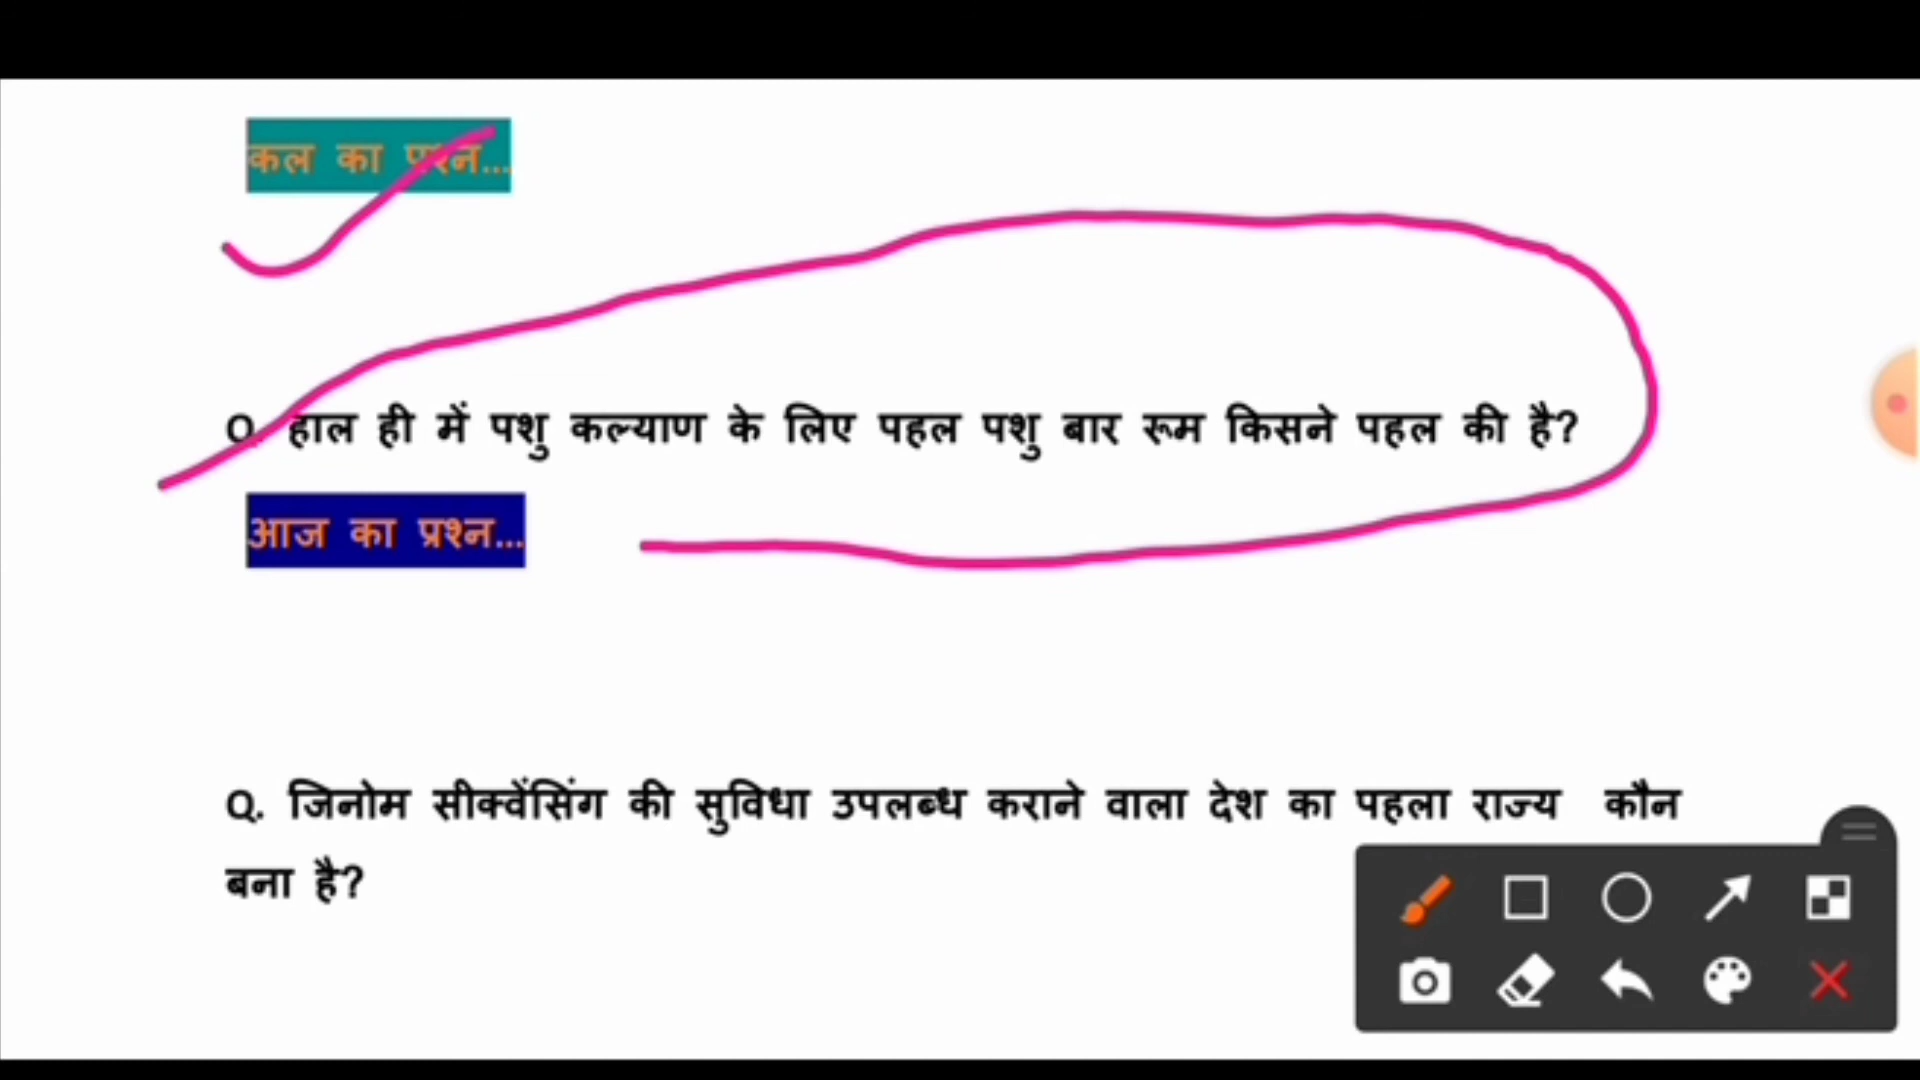 कल का प्रश्न...
Q. हाल ही में पशु कल्याण के लिए पहल पशु बार रूम किसने पहल की है?
आज का प्रश्न...
Q. जिनोम सीक्वेंसिंग की सुविधा उपलब्ध कराने वाला देश का पहला राज्य कौन
बना है?